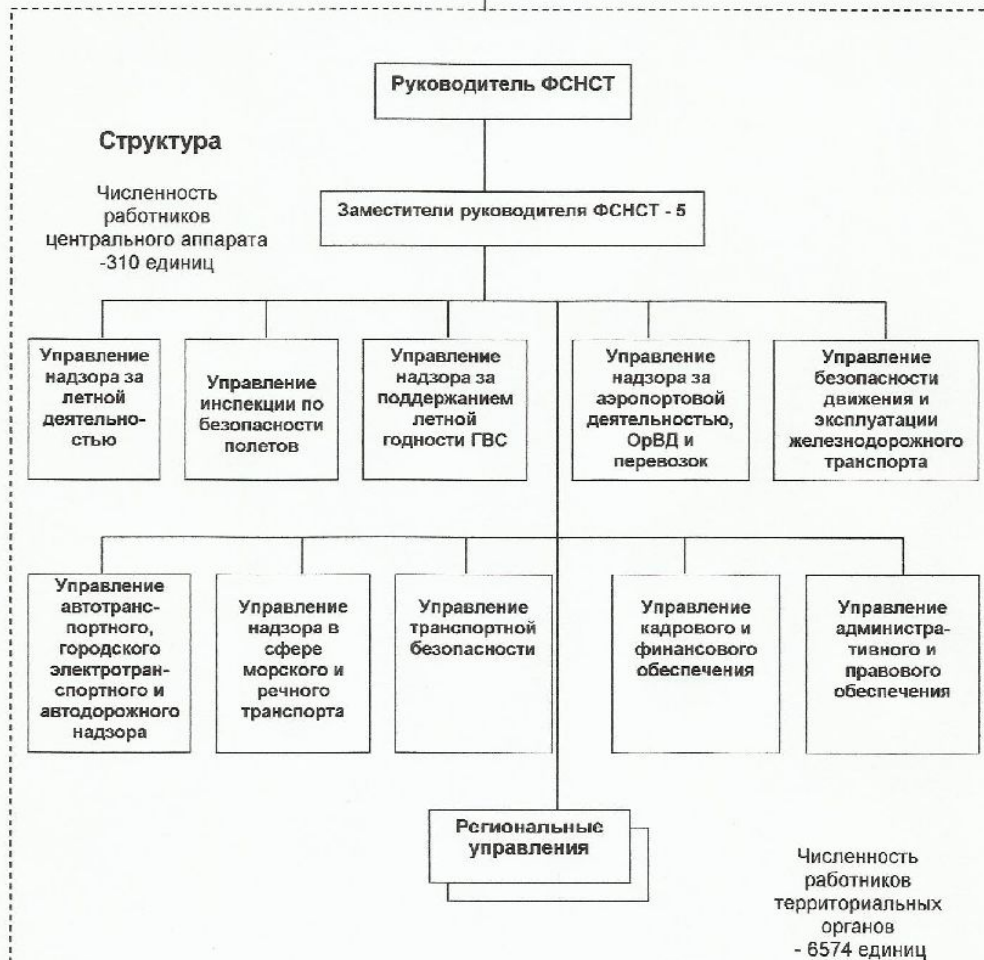 Руководитель ФСНСТ
Структура
Численность
работников
центрального аппарата
-310 единиц
Заместители руководителя ФСНСТ - 5
Управление
надзора за
летной
деятельно-
стью
Управление
инспекции по
безопасности
полетов
Управление
надзора за
поддержанием
летной
годности ГВС
Управление
надзора за
аэропортовой
деятельностью,
ОрВД и
перевозок
Управление
безопасности
движения и
эксплуатации
железнодорожного
транспорта
Управление
автотранс-
портного,
городского
электротран-
спортного и
автодорожного
надзора
Управление
надзора в
сфере
морского и
речного
транспорта
Управление
транспортной
безопасности
Управление
кадрового и
финансового
обеспечения
Управление
администра-
тивного и
правового
обеспечения
Региональные
управления
Численность
работников
территориальных
органов
- 6574 единиц